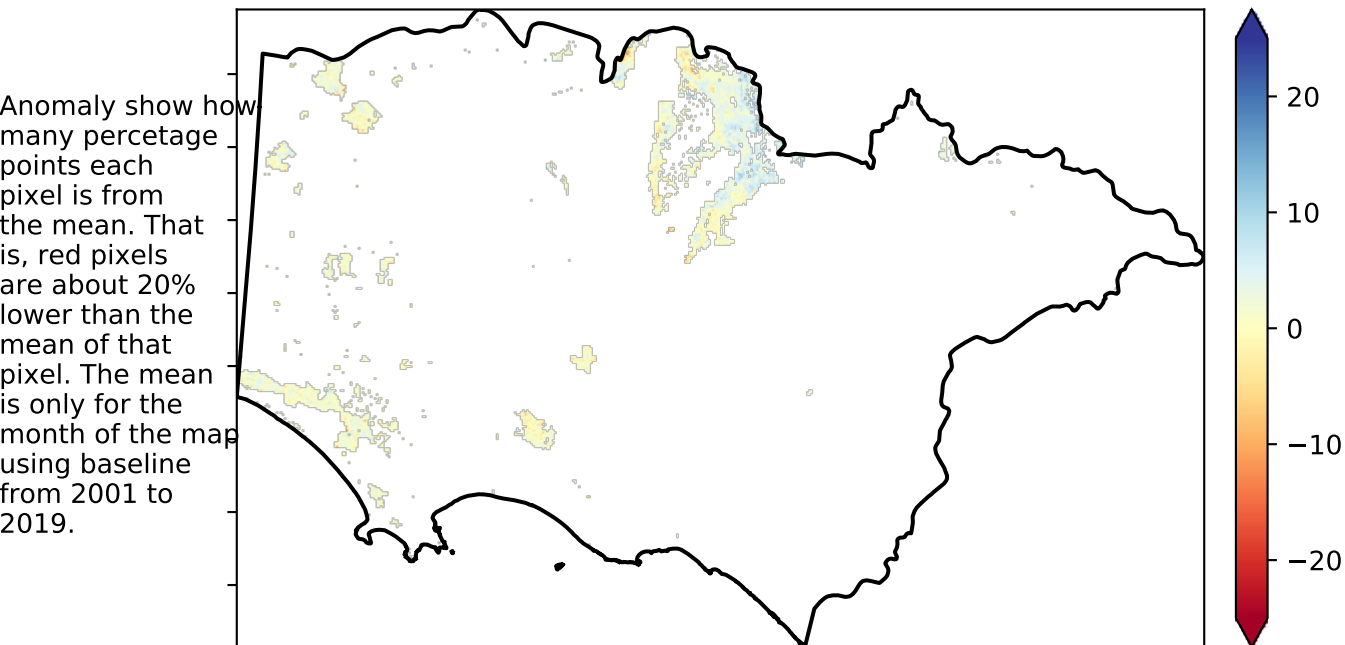 Anomaly show how
many percetage
points each
pixel is from
the mean. That
is, red pixels
are about 20%
lower than the
mean of that
pixel. The mean
is only for the
month of the map
using baseline
from 2001 to
2019.
20
10
0
−10
−20